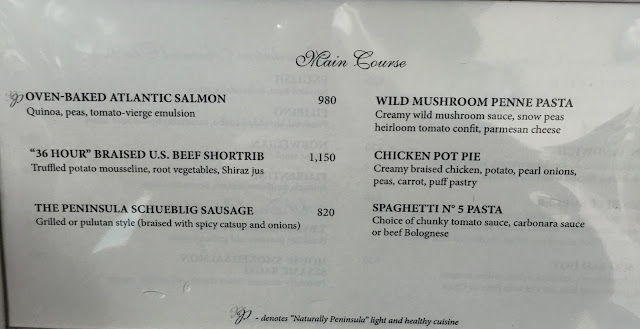 Main Course
OVEN-BAKED ATLANTIC SALMON 980
Quinoa, peas, tomato-vierge emulsion
"36 HOUR" BRAISED U.S. BEEF SHORTRIB 1,150
Truffled potato mousseline, root vegetables, Shiraz jus
THE PENINSULA SCHUEBLIG SAUSAGE 820
Grilled or pulutan style (braised with spicy catsup and onions)
WILD MUSHROOM PENNE PASTA
Creamy wild mushroom sauce, snow peas
heirloom tomato confit, parmesan cheese
CHICKEN POT PIE
Creamy braised chicken, potato, pearl onions,
peas, carrot, puff pastry
SPAGHETTI N° 5 PASTA
Choice of chunky tomato sauce, carbonara sauce
or beef Bolognese
- denotes "Naturally Peninsula" light and healthy cuisine